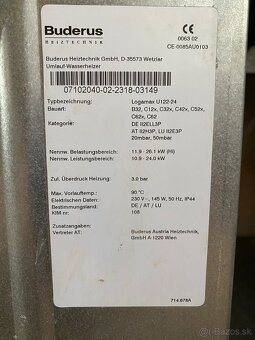 Buderus
HEIZTECHNIK
CE
0063 02
CE-0085AU0103
Buderus Heiztechnik GmbH, D-35573 Wetzlar
Umlauf-Wasserheizer
07102040-02-2318-03149
Typbezeichnung: Logamax U122-24
Bauart: B32, C12x, C32x, C42x, C52x,
C62x, C82
Kategorie: DE II2ELL3P
AT II2H3P, LU II2E3P
20mbar, 50mbar
Nennw. Belastungsbereich: 11.9 - 26.1 kW (Hi)
Nennw. Leistungsbereich: 10.9 - 24.0 kW
Zul. Überdruck Heizung: 3.0 bar
Max. Vorlauftemp.: 90 °C
Elektrischen Daten: 230 V~, 145 W, 50 Hz, IP44
Bestimmungsland: DE / AT / LU
KIM nr: 108
Zusatzangaben:
Vertreter AT: Buderus Austria Heiztechnik,
GmbH A-1220 Wien
714.078A
bazos.sk